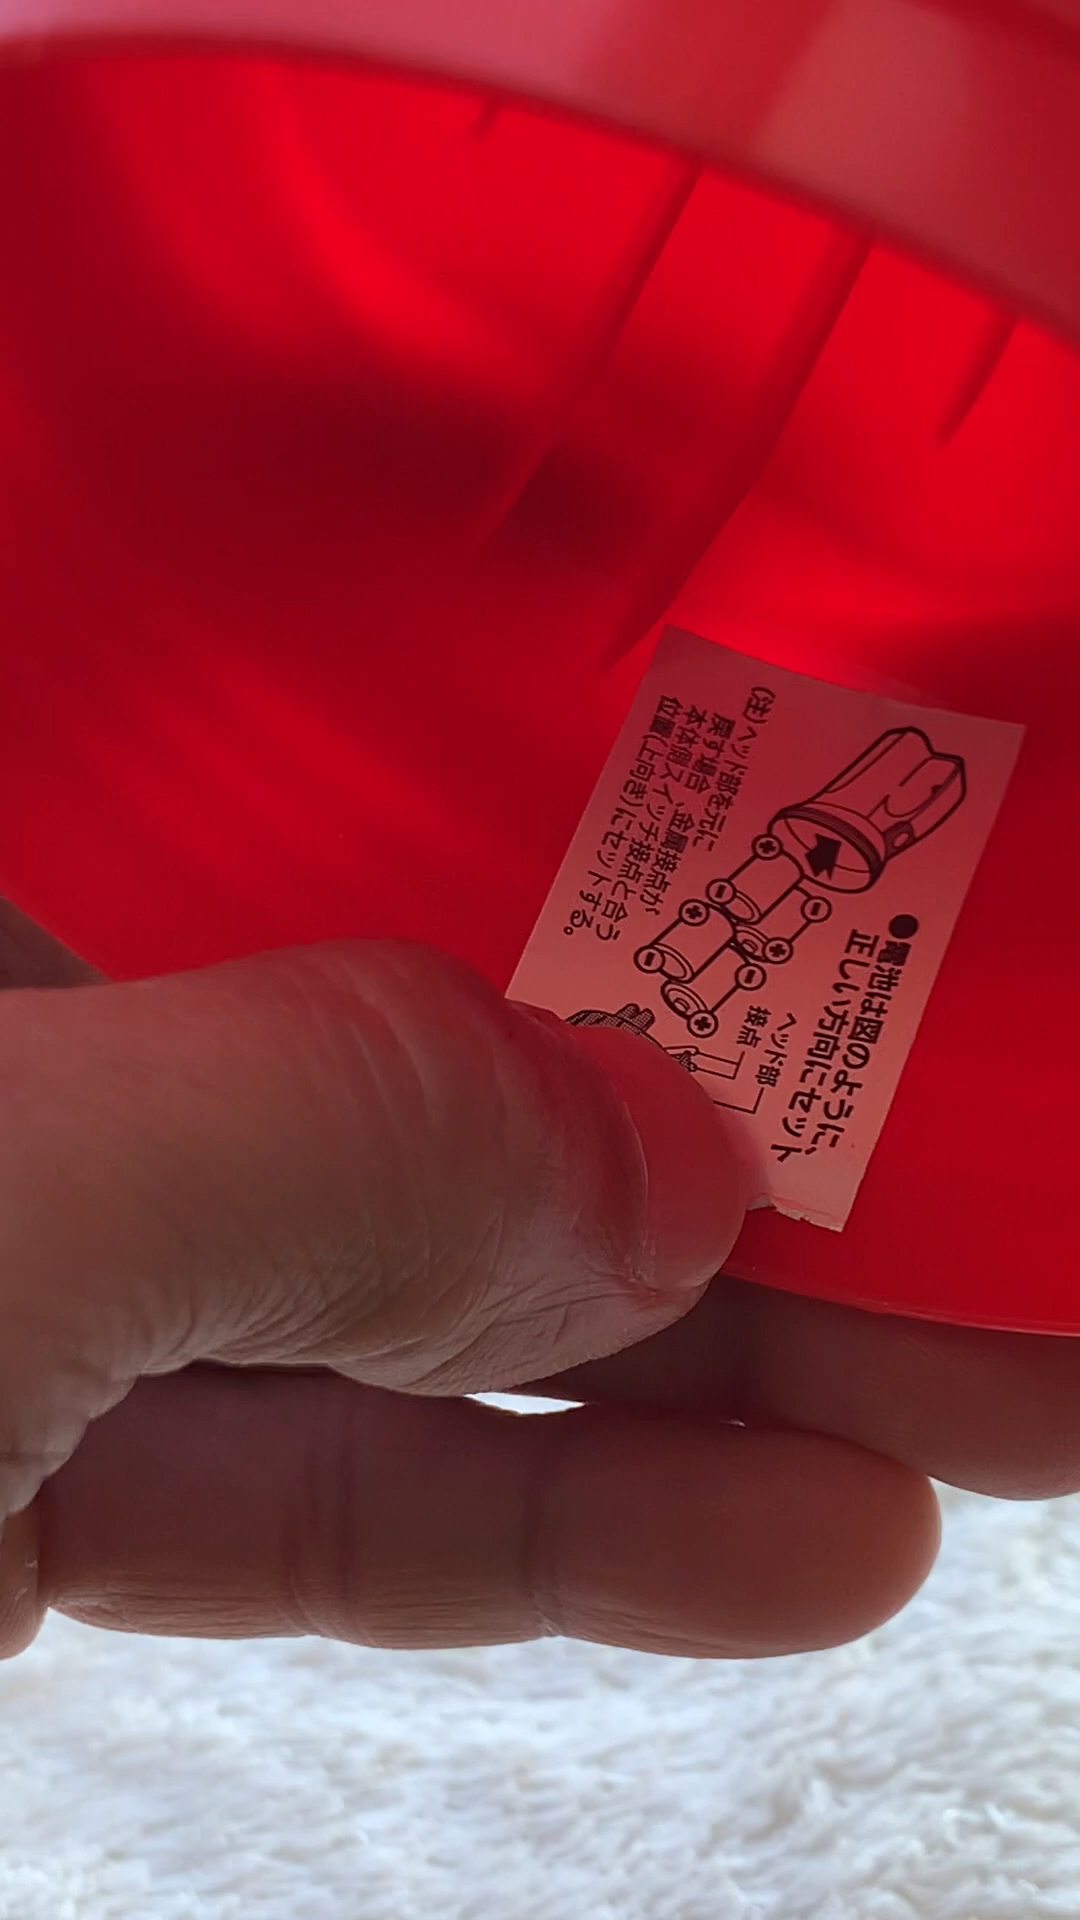 ●電池は図のように、
正しい方向にセット
ヘッド部
接点
(注)ヘッド部を元に
戻す場合、金属接点が、
本体側スイッチ接点と合う
位置(上向き)にセットする。
+
−
−
+
+
−
−
+